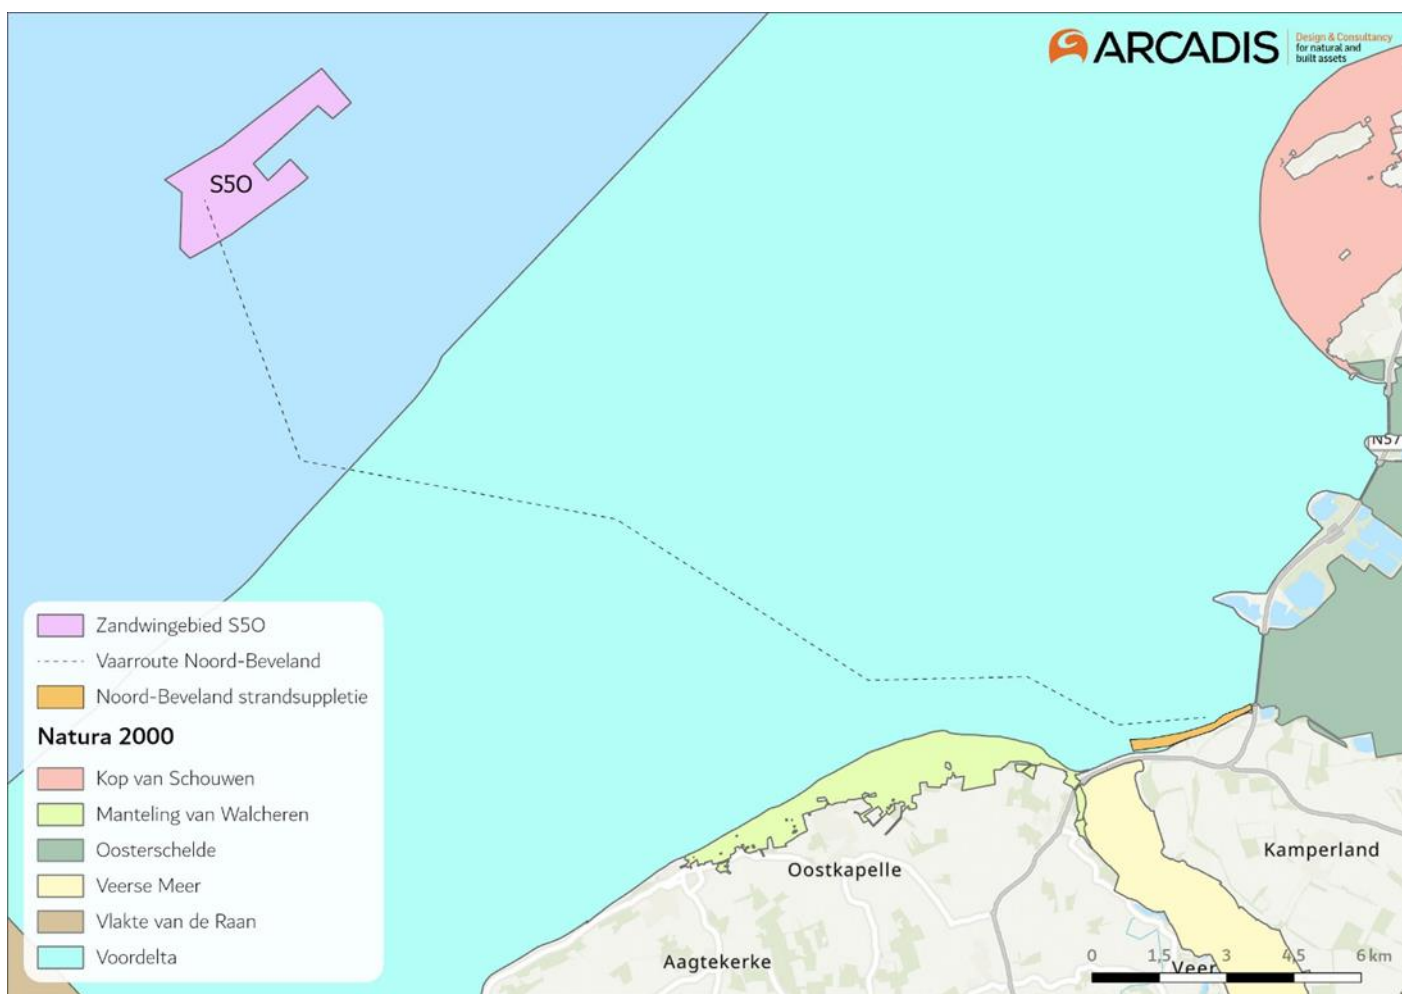 ARCADIS
Design & Consultancy
for natural and
built assets
S5O
N57
Zandwingebied S5O
Vaarroute Noord-Beveland
Noord-Beveland strandsuppletie
Natura 2000
Kop van Schouwen
Manteling van Walcheren
Oosterschelde
Veerse Meer
Vlakte van de Raan
Voordelta
Oostkapelle
Kamperland
Aagtekerke
Veer
0 1,5 3 4,5 6 km